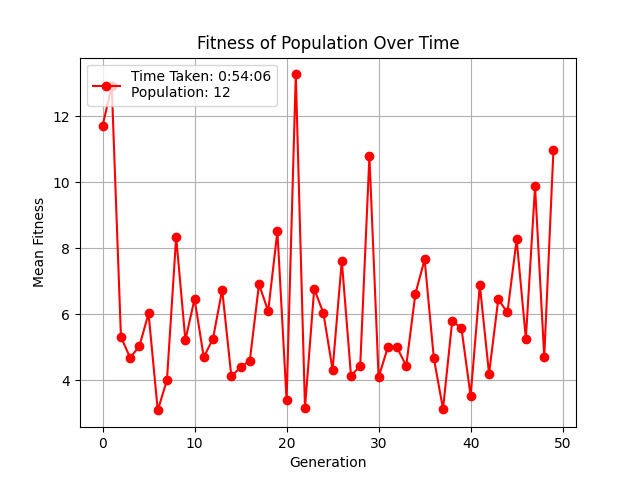 Fitness of Population Over Time
Time Taken: 0:54:06
Population: 12
Mean Fitness
12
10
8
6
4
0
10
20
30
40
50
Generation